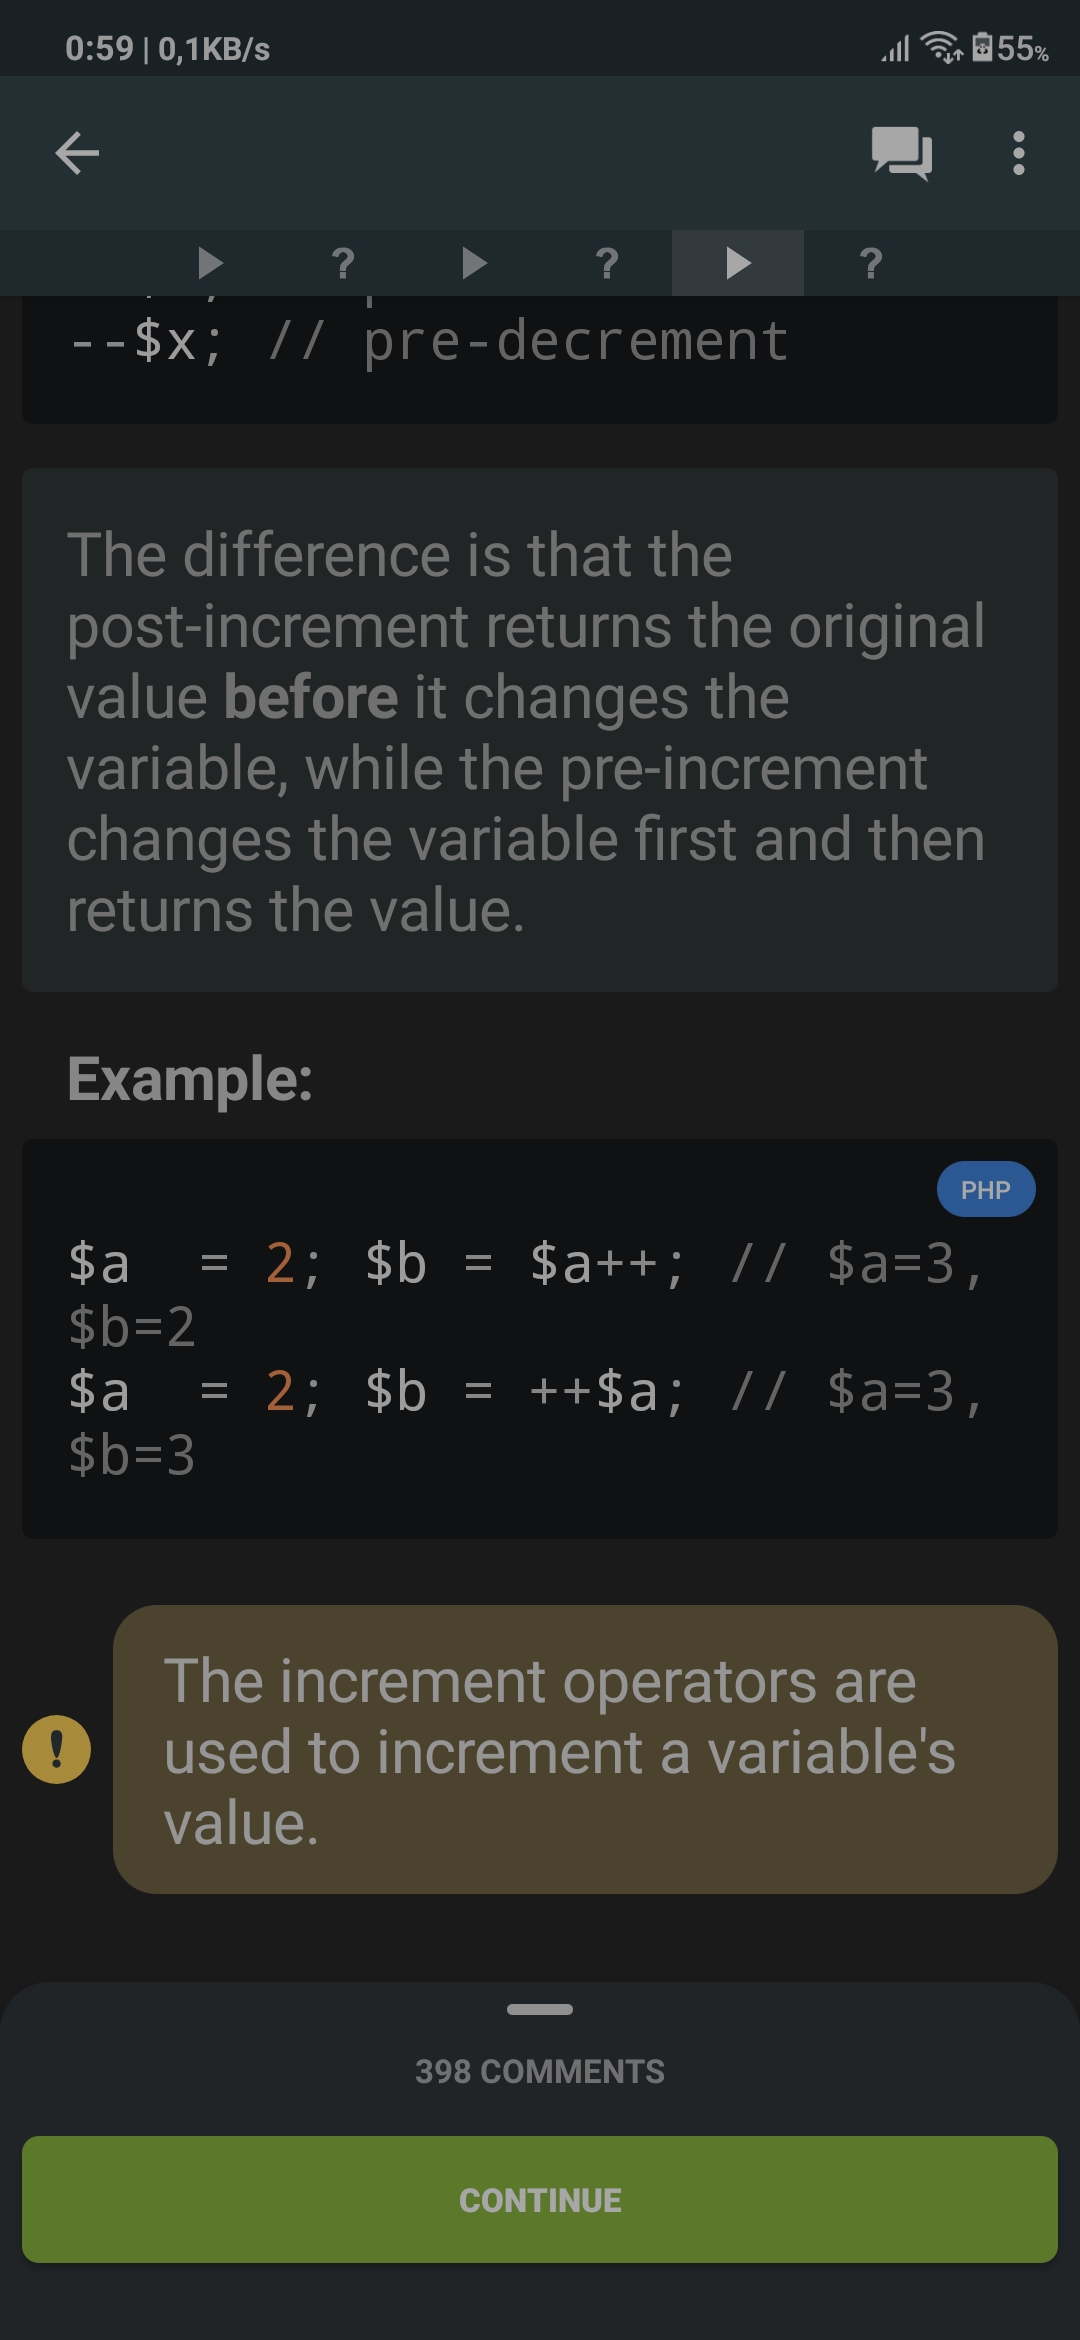 0:59 | 0,1KB/s
55%
? ? ?
--$x; // pre-decrement
The difference is that the
post-increment returns the original
value before it changes the
variable, while the pre-increment
changes the variable first and then
returns the value.
Example:
PHP
$a  = 2; $b = $a++; // $a=3,
$b=2
$a  = 2; $b = ++$a; // $a=3,
$b=3
!
The increment operators are
used to increment a variable's
value.
398 COMMENTS
CONTINUE